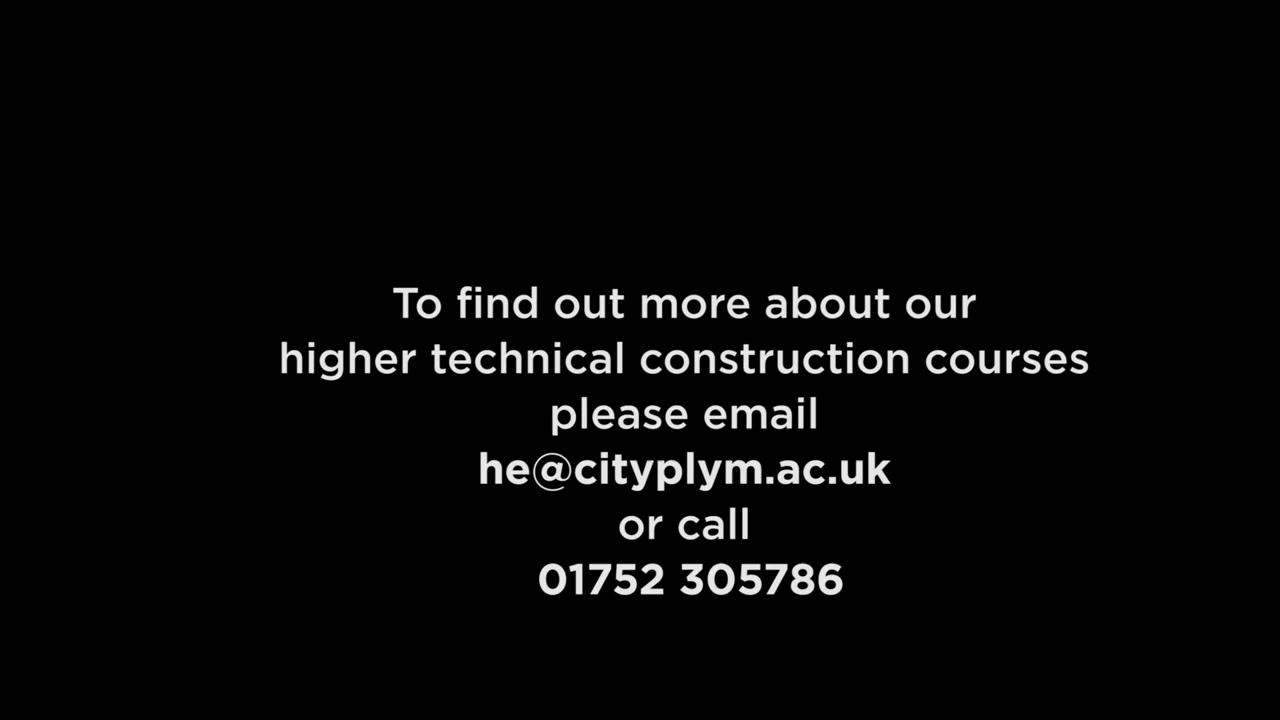 To find out more about our
higher technical construction courses
please email
he@cityplym.ac.uk
or call
01752 305786